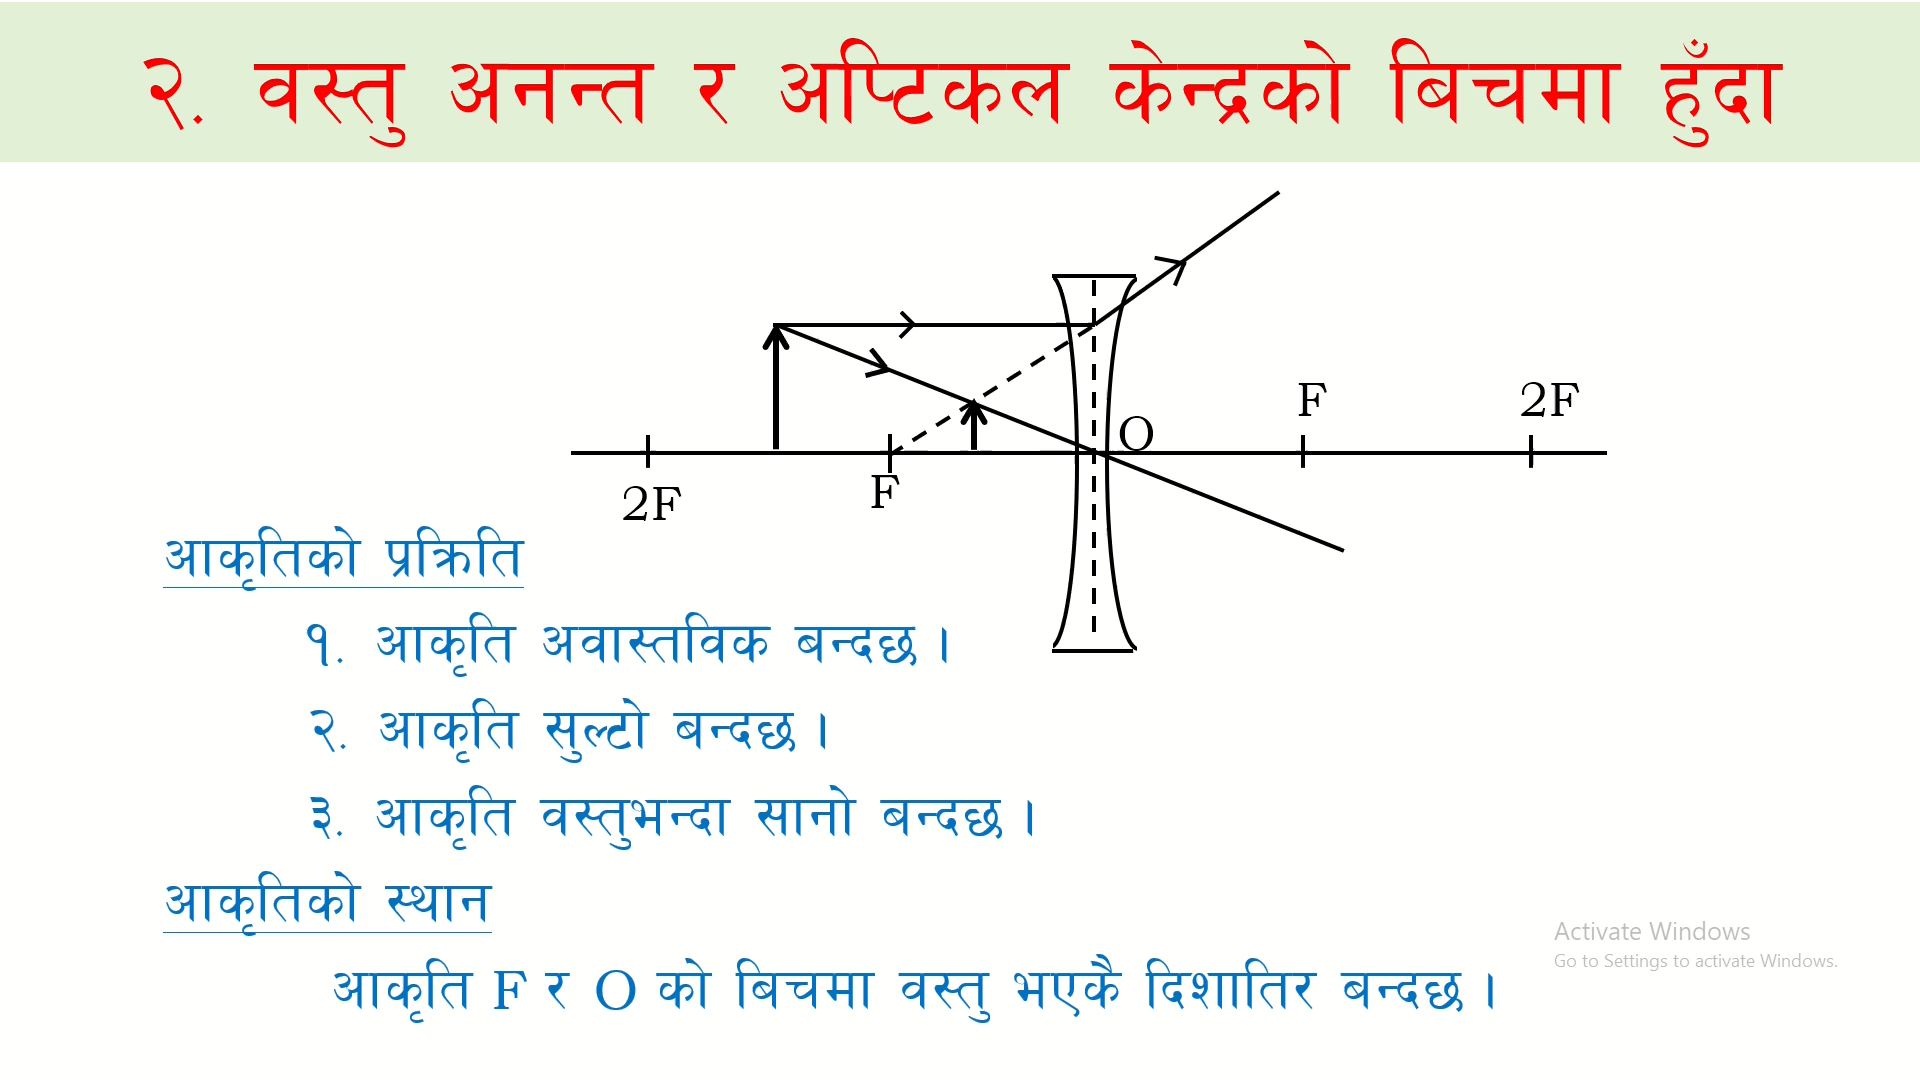 २. वस्तु अनन्त र अप्टिकल केन्द्रको बिचमा हुँदा
O
F
2F
F
2F
आकृतिको प्रक्रिति
१. आकृति अवास्तविक बन्दछ ।
२. आकृति सुल्टो बन्दछ ।
३. आकृति वस्तुभन्दा सानो बन्दछ ।
आकृतिको स्थान
आकृति F र O को बिचमा वस्तु भएकै दिशातिर बन्दछ ।
Activate Windows
Go to Settings to activate Windows.